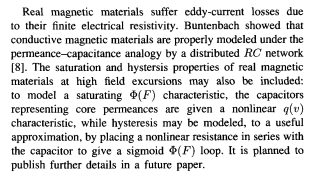 Real magnetic materials suffer eddy-current losses due to
their finite electrical resistivity. Buntenbach showed that
conductive magnetic materials are properly modeled under the
permeance–capacitance analogy by a distributed RC network
[8]. The saturation and hystersis properties of real magnetic
materials at high field excursions may also be included:
to model a saturating Φ(F) characteristic, the capacitors
representing core permeances are given a nonlinear q(v)
characteristic, while hysteresis may be modeled, to a useful
approximation, by placing a nonlinear resistance in series with
the capacitor to give a sigmoid Φ(F) loop. It is planned to
publish further details in a future paper.